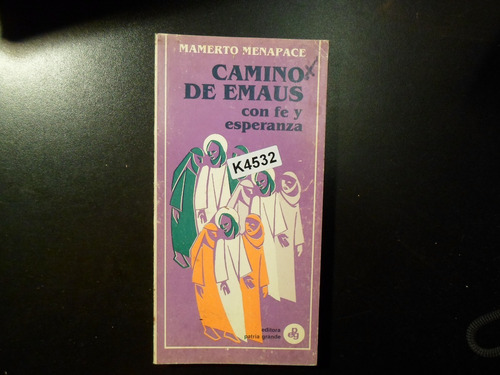 MAMERTO MENAPACE
CAMINO
DE EMAUS
con fe y
esperanza
K4532
editora
patria grande